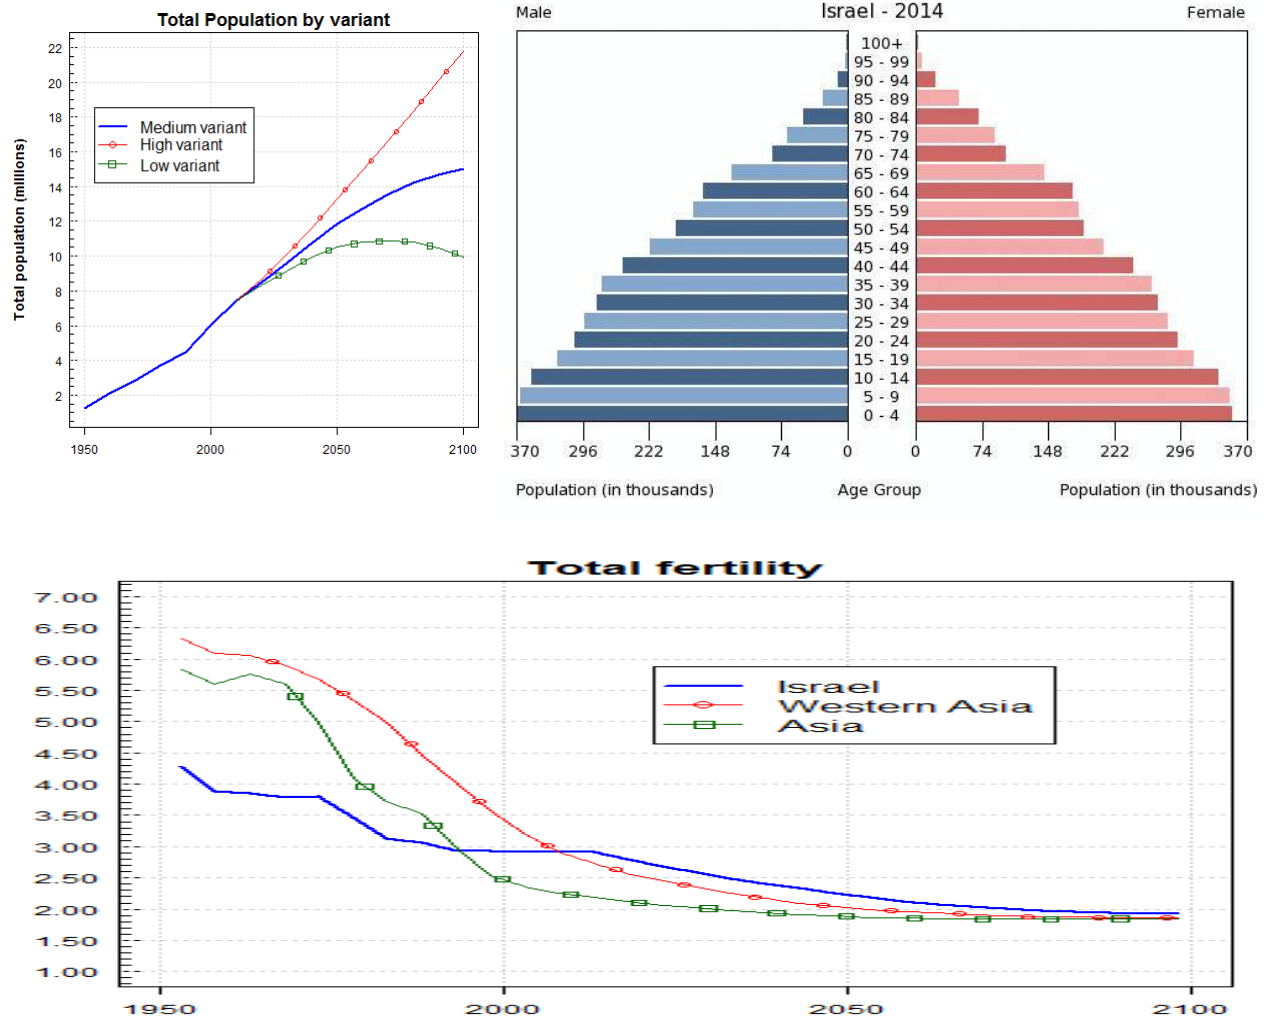 Total Population by variant
Total population (millions)
22
20
18
16
14
12
10
8
6
4
2
Medium variant
High variant
Low variant
1950
2000
2050
2100
Male
Israel - 2014
Female
100+
95 - 99
90 - 94
85 - 89
80 - 84
75 - 79
70 - 74
65 - 69
60 - 64
55 - 59
50 - 54
45 - 49
40 - 44
35 - 39
30 - 34
25 - 29
20 - 24
15 - 19
10 - 14
5 - 9
0 - 4
370 296 222 148 74 0 0 74 148 222 296 370
Population (in thousands)
Age Group
Population (in thousands)
Total fertility
7.00
6.50
6.00
5.50
5.00
4.50
4.00
3.50
3.00
2.50
2.00
1.50
1.00
Israel
Western Asia
Asia
1950
2000
2050
2100